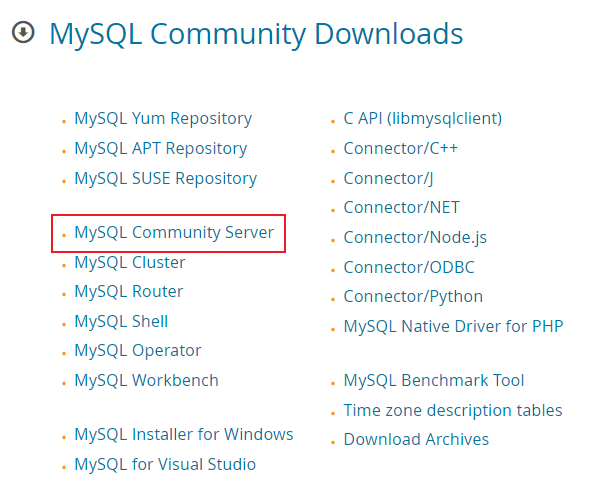 MySQL Community Downloads
MySQL Yum Repository
MySQL APT Repository
MySQL SUSE Repository
MySQL Community Server
MySQL Cluster
MySQL Router
MySQL Shell
MySQL Operator
MySQL Workbench
MySQL Installer for Windows
MySQL for Visual Studio
C API (libmysqlclient)
Connector/C++
Connector/J
Connector/NET
Connector/Node.js
Connector/ODBC
Connector/Python
MySQL Native Driver for PHP
MySQL Benchmark Tool
Time zone description tables
Download Archives